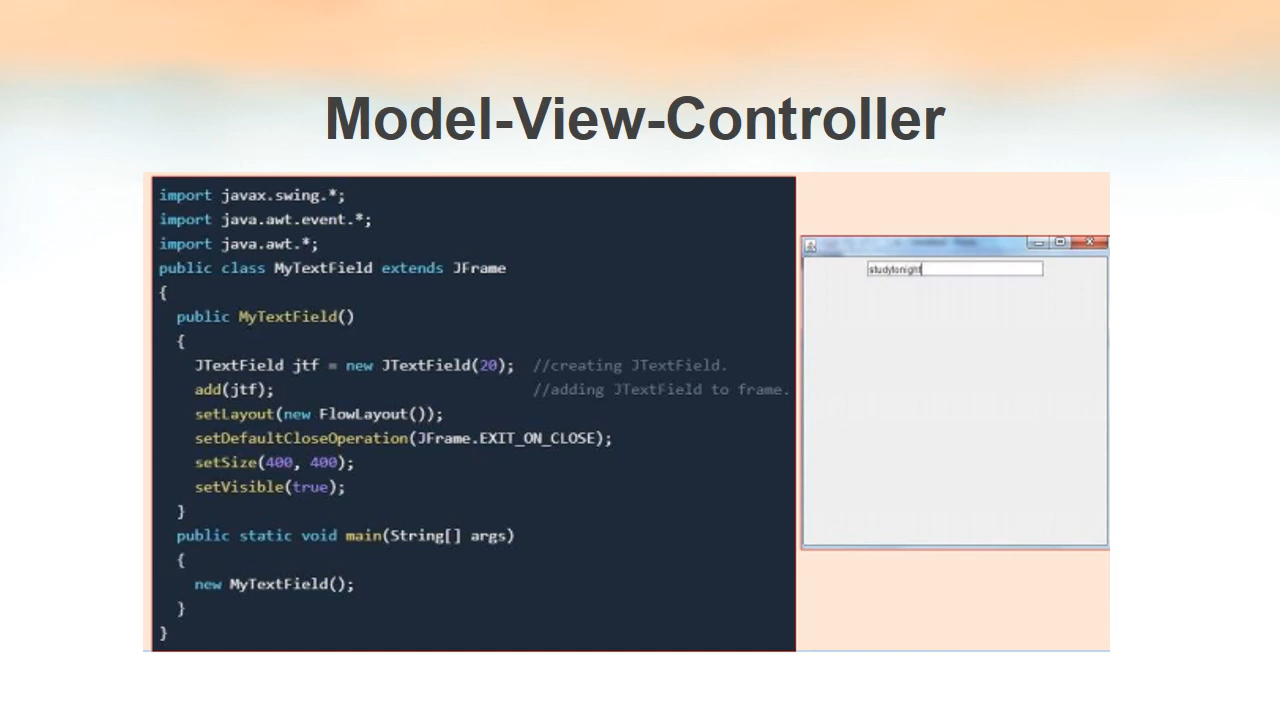 Model-View-Controller
import javax.swing.*;
import java.awt.event.*;
import java.awt.*;
public class MyTextField extends JFrame
{
public MyTextField()
{
JTextField jtf = new JTextField(20); //creating JTextField.
add(jtf); //adding JTextField to frame.
setLayout(new FlowLayout());
setDefaultCloseOperation(JFrame.EXIT_ON_CLOSE);
setSize(400, 400);
setVisible(true);
}
public static void main(String[] args)
{
new MyTextField();
}
}
studytonight